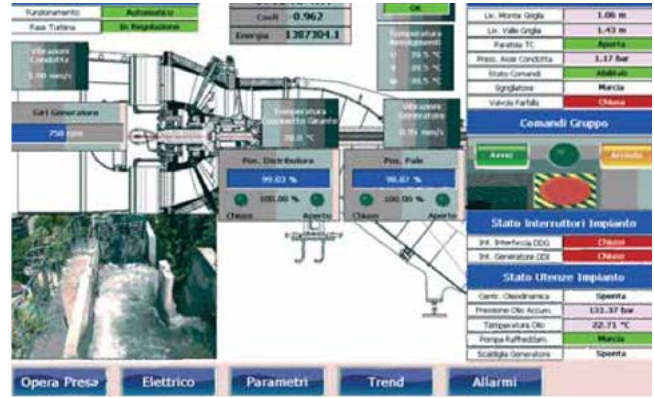 Funzionamento Automatico
Fase Turbina In Regolazione
CosFi -0.962
Energia 1387304.1
OK
Vibrazioni
Condotta
1.00 mm/s
Temperatura
Avvolgimenti
Giri Generatore
750 rpm
Temperatura
Cuscinetto Girante
Vibrazioni
Generatore
Pos. Distributore
99.03 %
100.00 %
Chiuso Aperto
Pos. Pale
98.67 %
100.00 %
Chiuso Aperto
Liv. Monte Griglia 1.06 m
Liv. Valle Griglia 1.43 m
Paratoia TC Aperta
Press. Asse Condotta 1.17 bar
Stato Comandi Abilitati
Sgrigliatore Marcia
Valvola Farfalla Chiusa
Comandi Gruppo
Avvio Arresto
Stato Interruttori Impianto
Int. Interfaccia DDG Chiuso
Int. Generatore DDI Chiuso
Stato Utenze Impianto
Centr. Oleodinamica Spenta
Pressione Olio Accum. 131.37 bar
Temperatura Olio 22.71 °C
Pompa Raffreddam. Marcia
Scaldiglia Generatore Spenta
Opera Presa Elettrico Parametri Trend Allarmi